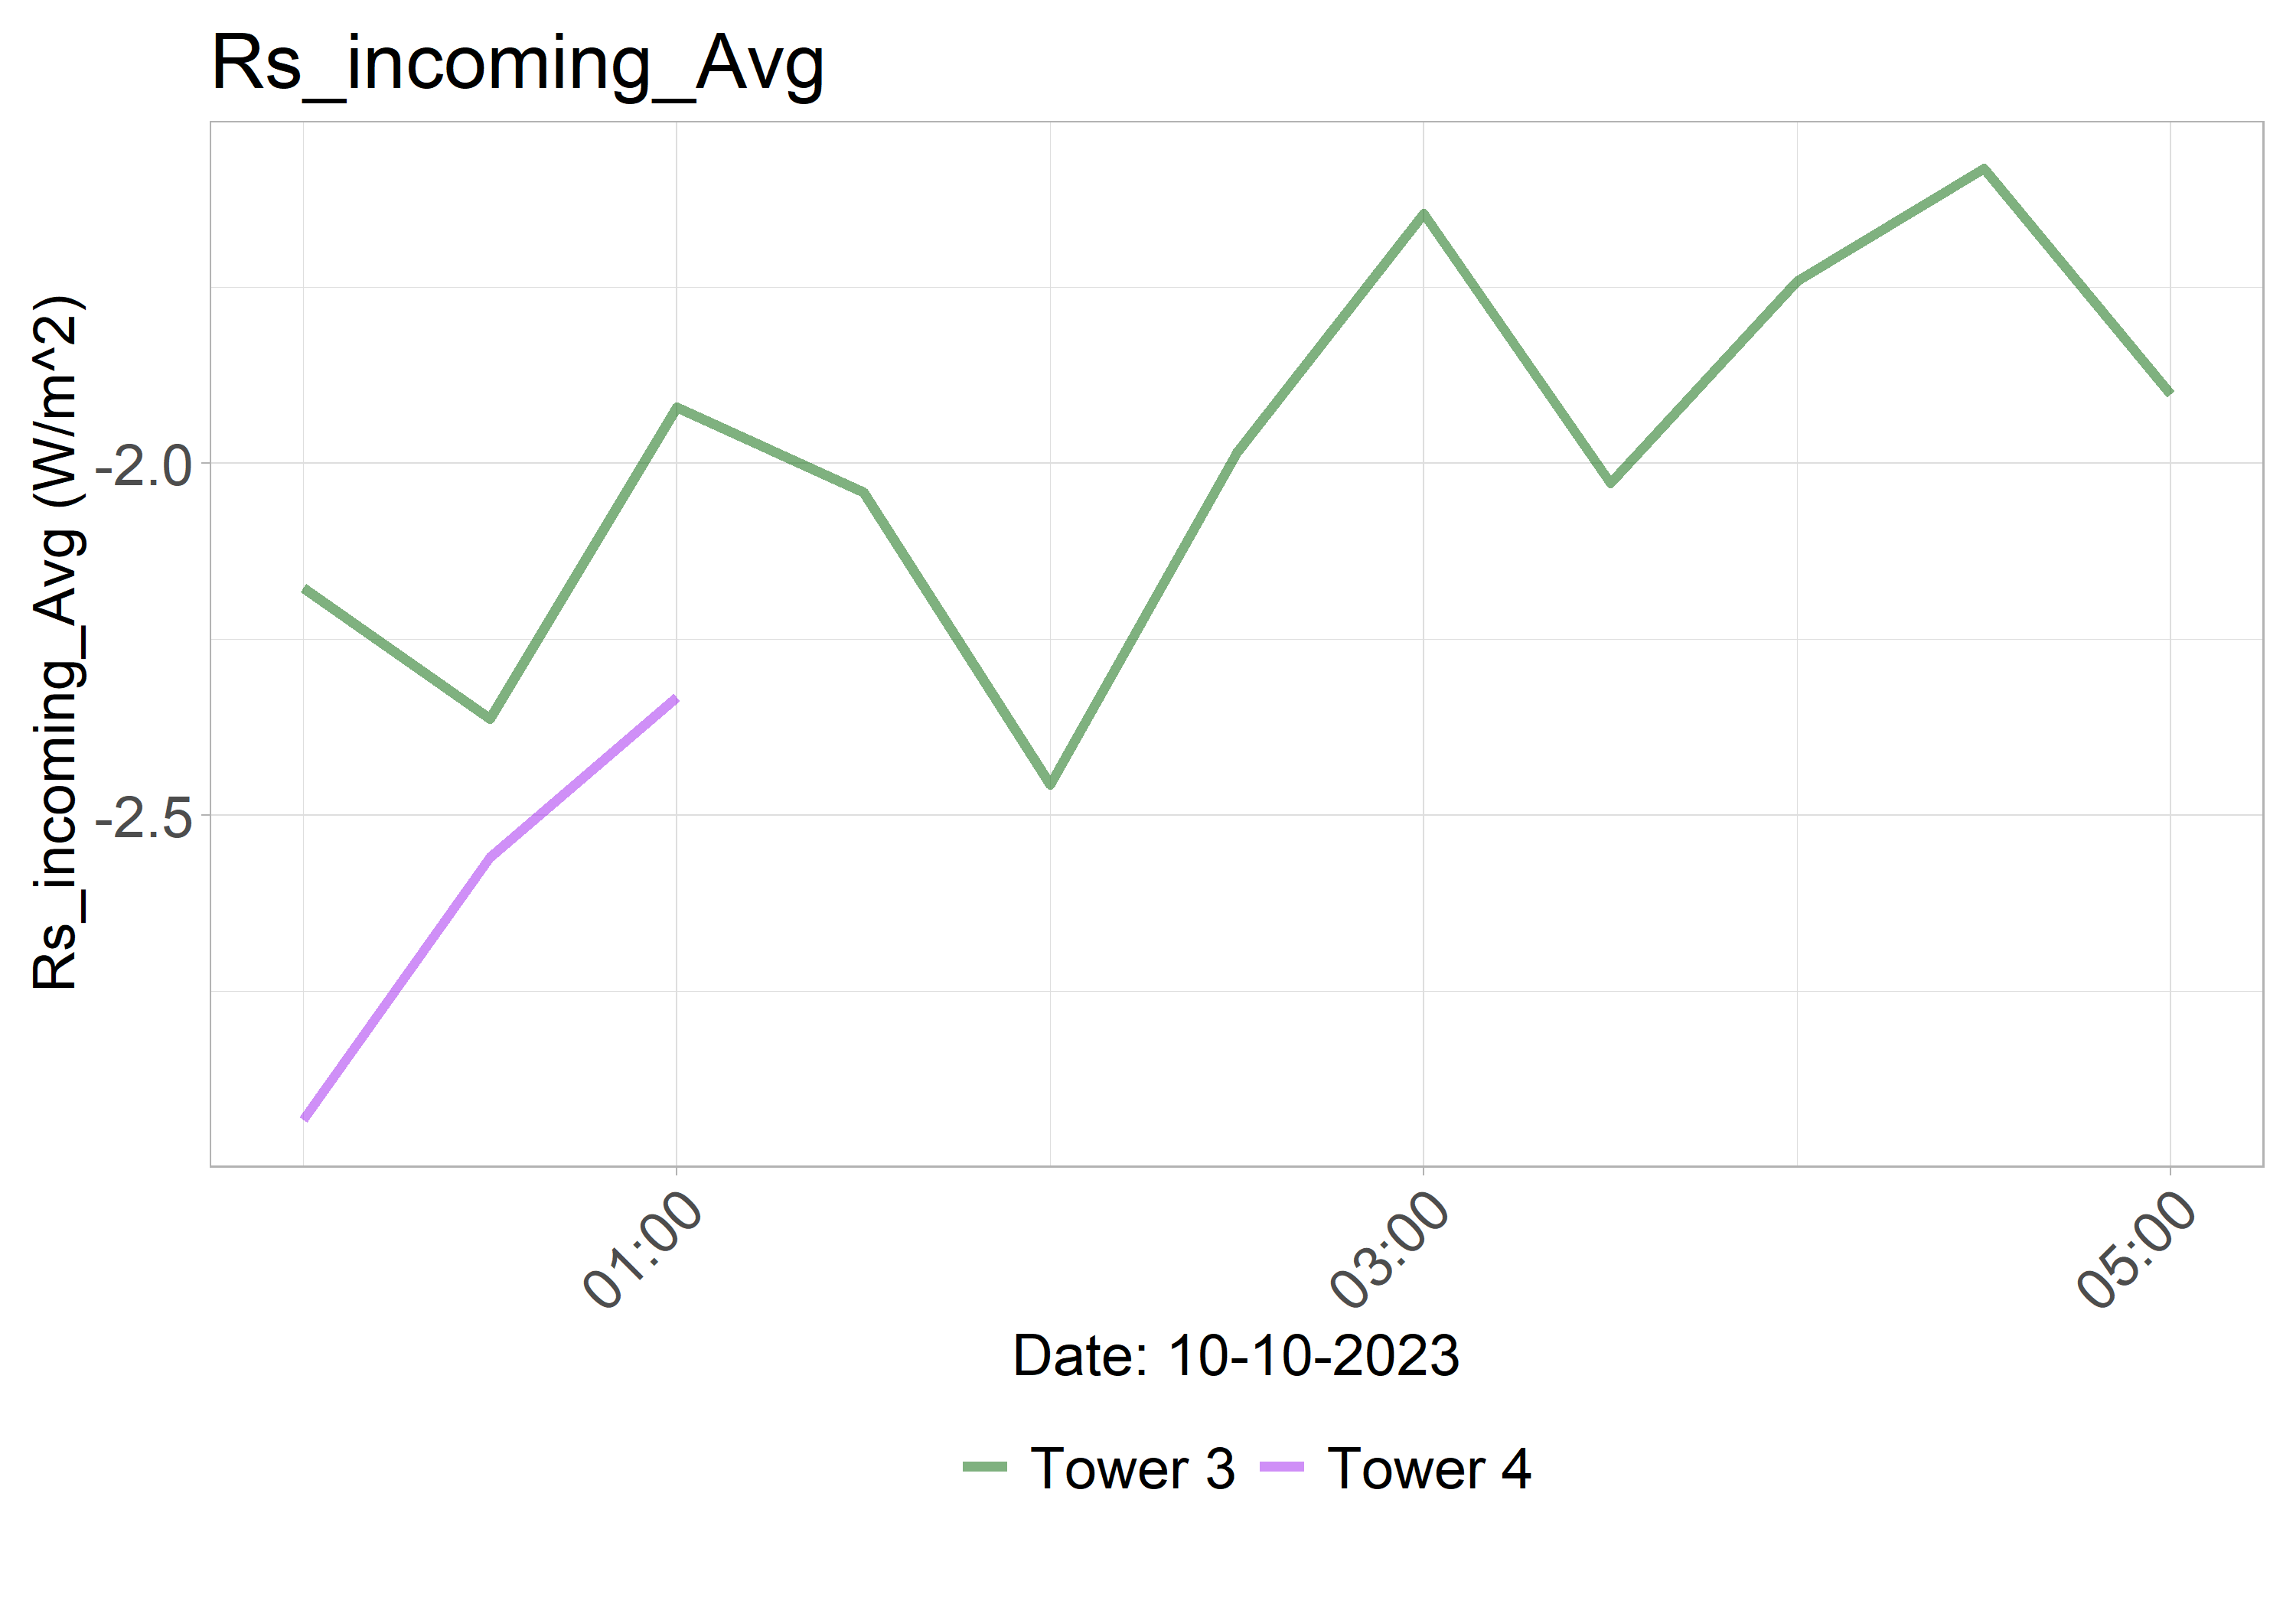 Rs_incoming_Avg
Rs_incoming_Avg (W/m^2)
-2.0
-2.5
01:00
03:00
05:00
Date: 10-10-2023
Tower 3
Tower 4